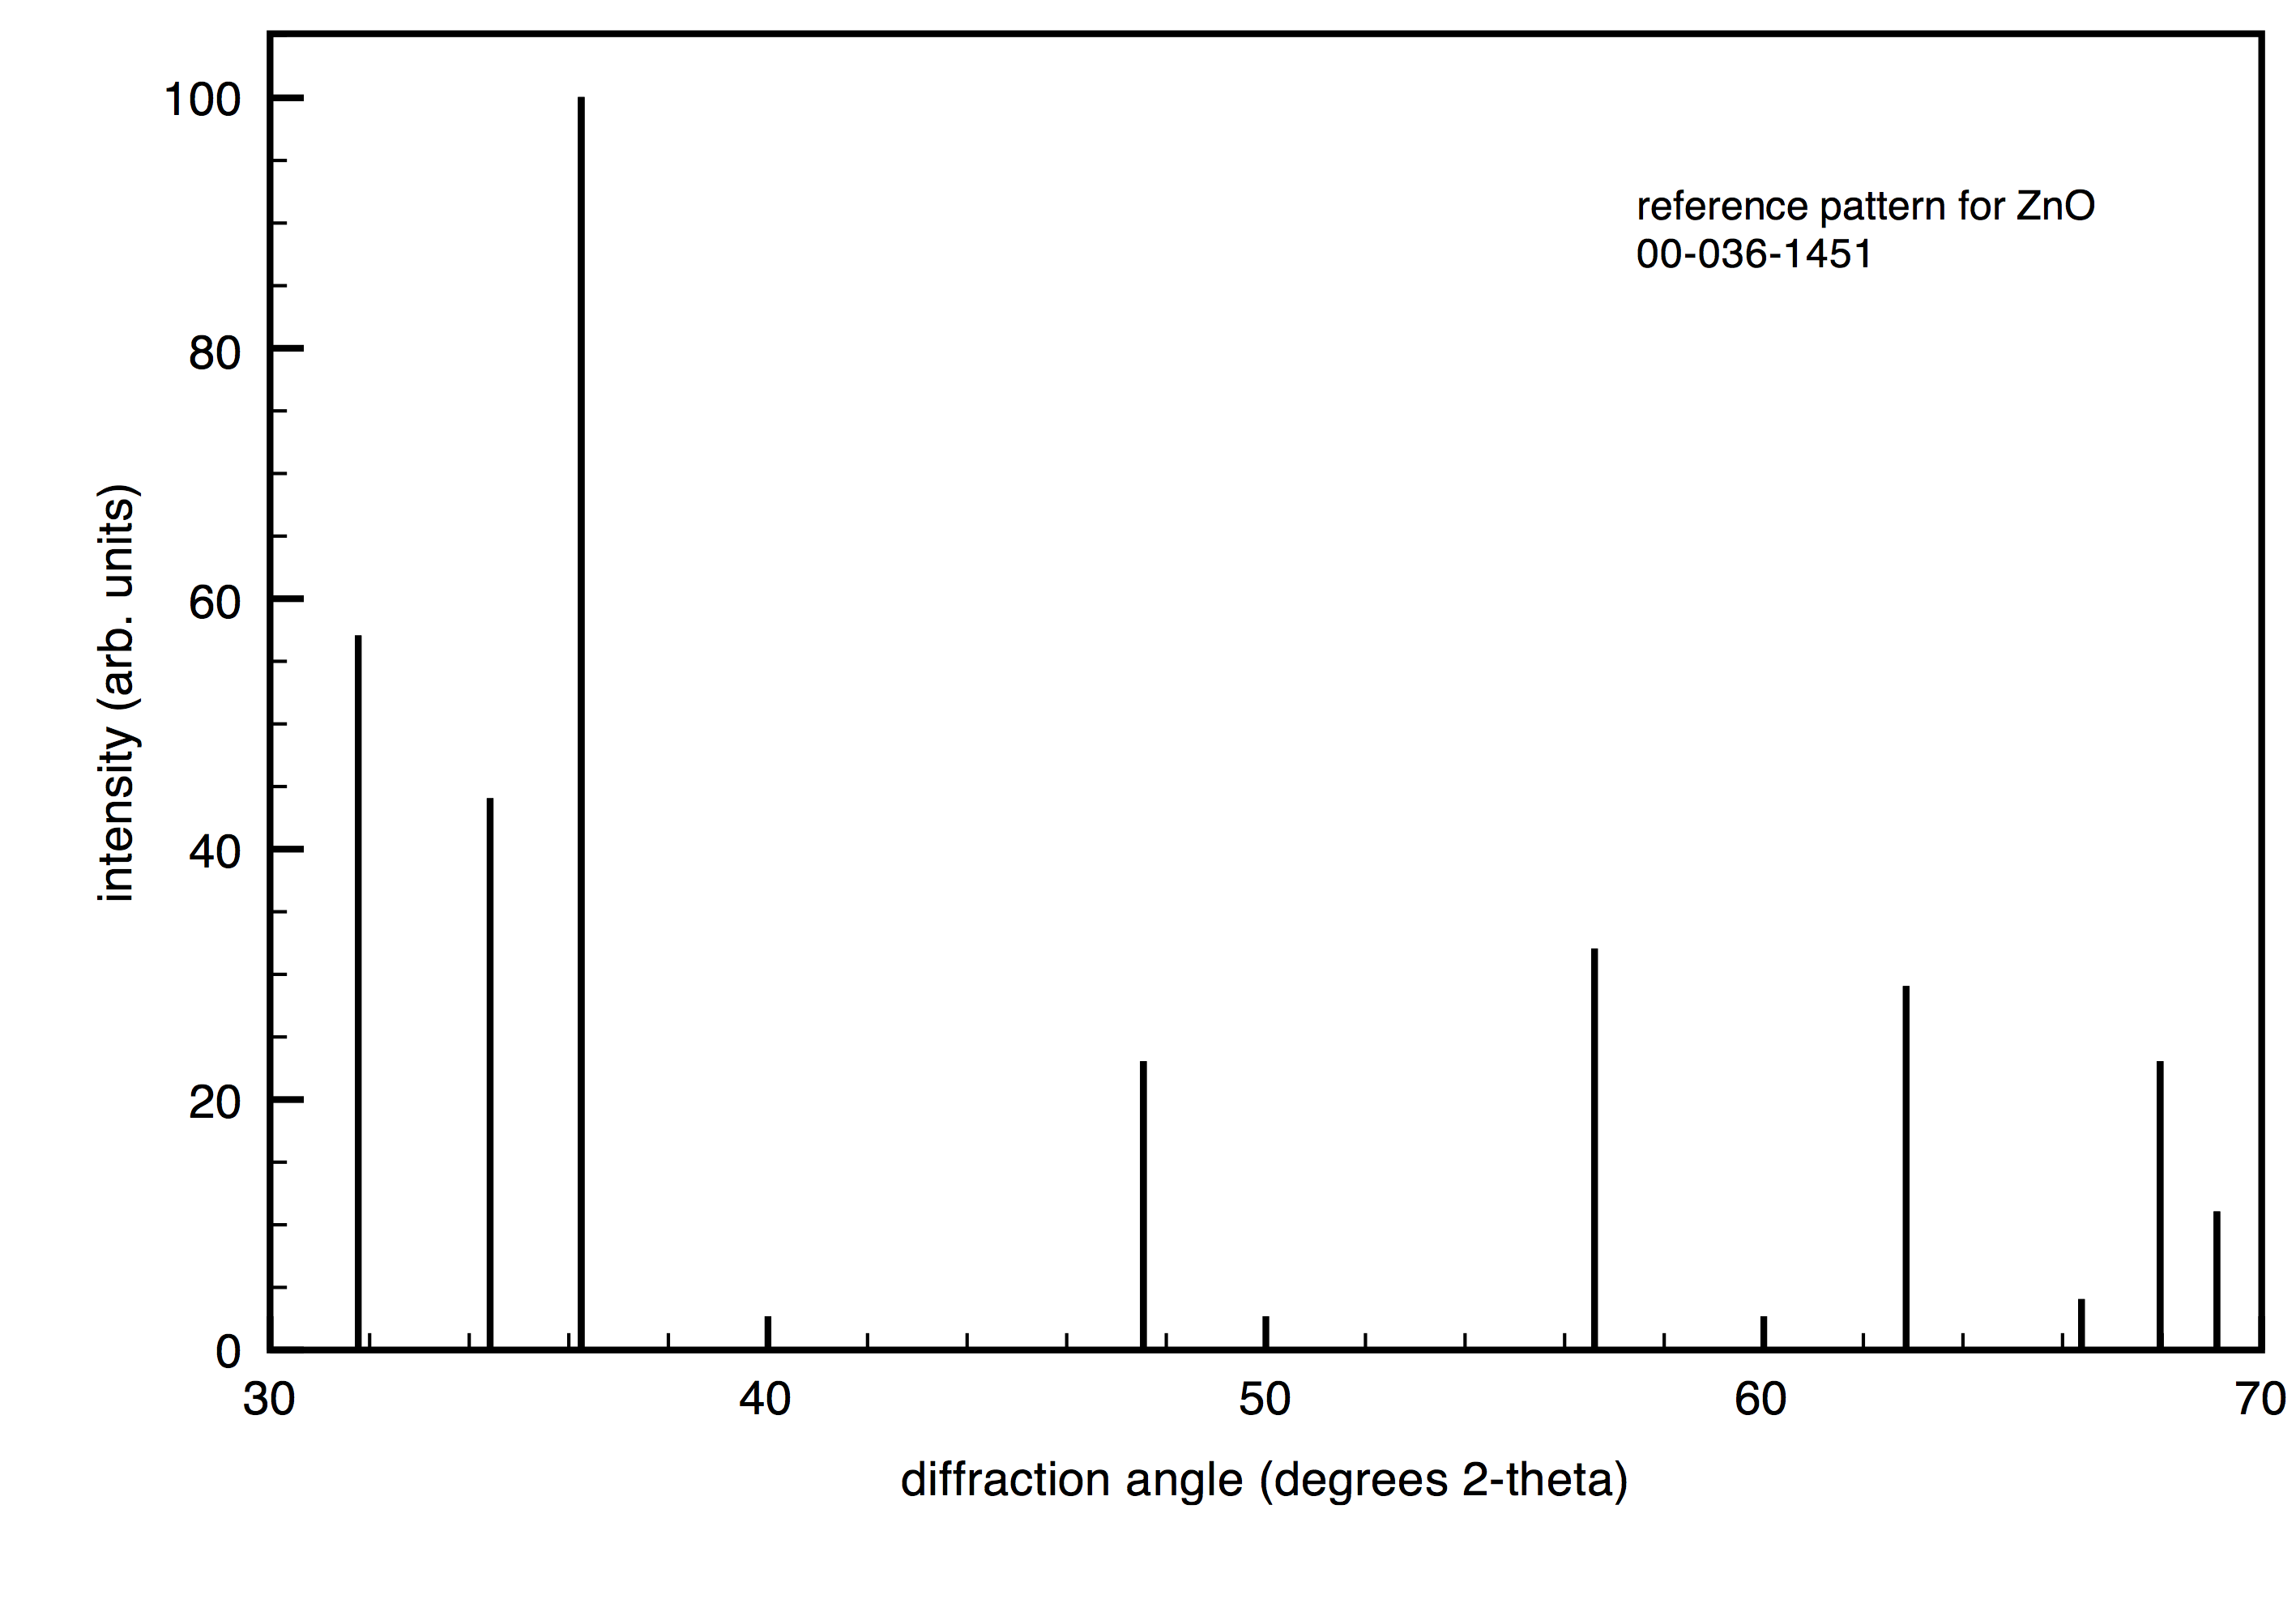 100
80
60
40
20
0
intensity (arb. units)
reference pattern for ZnO
00-036-1451
30 40 50 60 70
diffraction angle (degrees 2-theta)